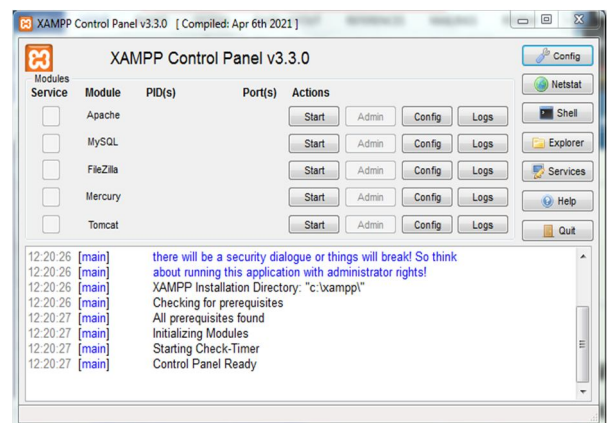 XAMPP Control Panel v3.3.0 [ Compiled: Apr 6th 2021 ]
XAMPP Control Panel v3.3.0
Config
Modules
Service Module PID(s) Port(s) Actions
Netstat
Apache Start Admin Config Logs
Shell
MySQL Start Admin Config Logs
Explorer
FileZilla Start Admin Config Logs
Services
Mercury Start Admin Config Logs
Help
Tomcat Start Admin Config Logs
Quit
12:20:26 [main] there will be a security dialogue or things will break! So think
12:20:26 [main] about running this application with administrator rights!
12:20:26 [main] XAMPP Installation Directory: "c:\xampp\"
12:20:26 [main] Checking for prerequisites
12:20:27 [main] All prerequisites found
12:20:27 [main] Initializing Modules
12:20:27 [main] Starting Check-Timer
12:20:27 [main] Control Panel Ready